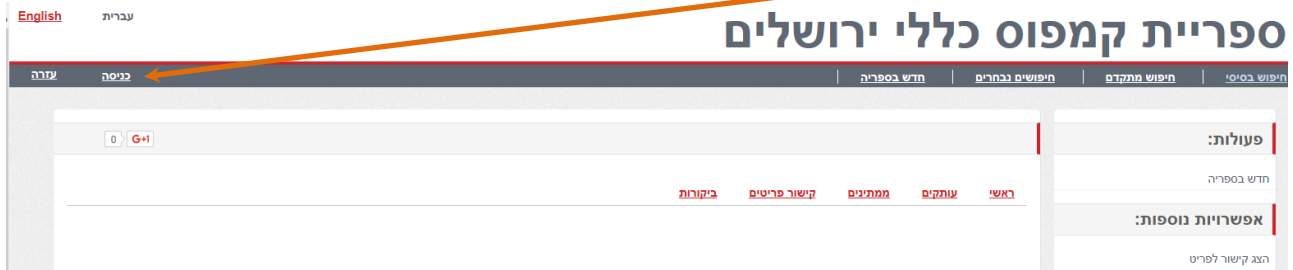 עברית English
ספריית קמפוס כללי ירושלים
חיפוש בסיסי | חיפוש מתקדם | חיפושים נבחרים | חדש בספריה | כניסה עזרה
פעולות:
G+1 0
חדש בספריה
ראשי עותקים ממתינים קישור פריטים ביקורות
אפשרויות נוספות:
הצג קישור לפריט